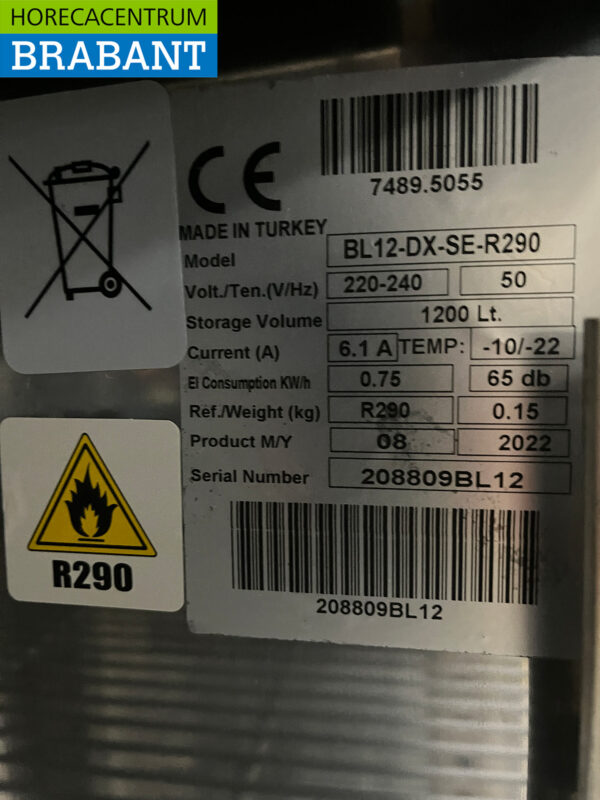 HORECACENTRUM
BRABANT
CE
7489.5055
MADE IN TURKEY
Model BL12-DX-SE-R290
Volt./Ten.(V/Hz) 220-240 50
Storage Volume 1200 Lt.
Current (A) 6.1 A TEMP: -10/-22
El Consumption KW/h 0.75 65 db
Ref./Weight (kg) R290 0.15
Product M/Y 08 2022
Serial Number 208809BL12
208809BL12
R290